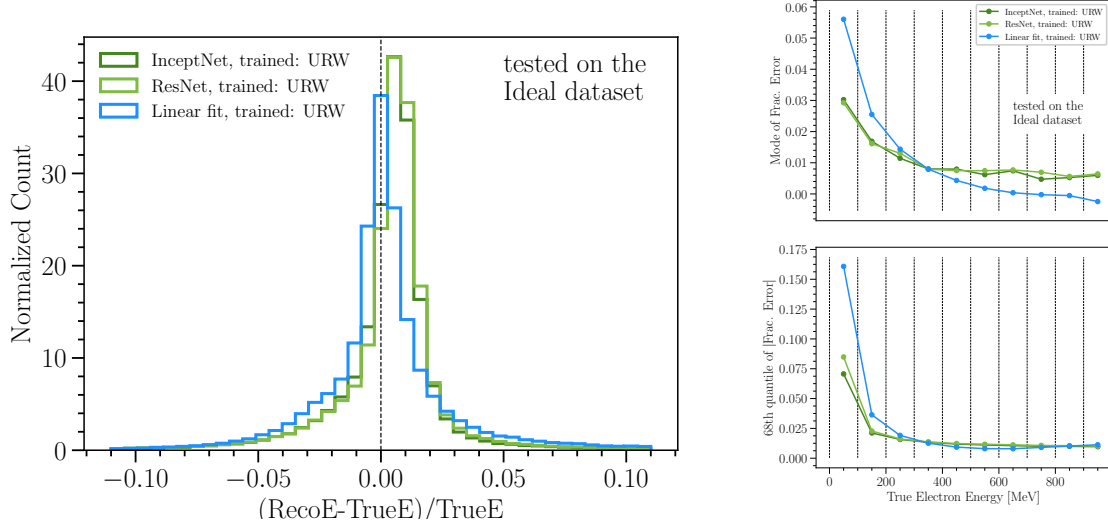 InceptNet, trained: URW
ResNet, trained: URW
Linear fit, trained: URW
tested on the
Ideal dataset
Normalized Count
40
30
20
10
0
−0.10
−0.05
0.00
0.05
0.10
(RecoE-TrueE)/TrueE
InceptNet, trained: URW
ResNet, trained: URW
Linear fit, trained: URW
tested on the
Ideal dataset
Mode of Frac. Error
0.06
0.05
0.04
0.03
0.02
0.01
0.00
68th quantile of |Frac. Error|
0.175
0.150
0.125
0.100
0.075
0.050
0.025
0.000
0
200
400
600
800
True Electron Energy [MeV]